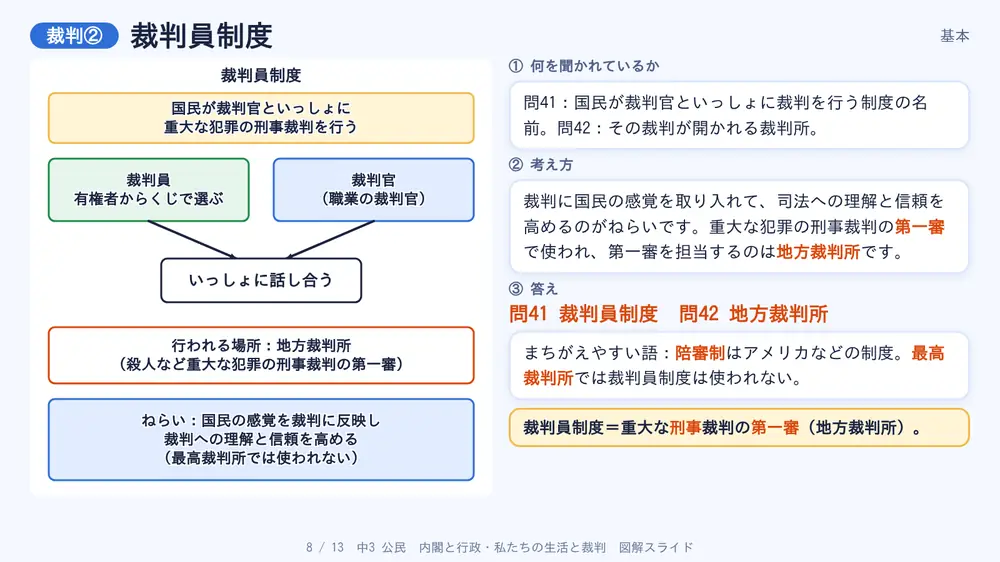 裁判② 裁判員制度
基本
裁判員制度
国民が裁判官といっしょに
重大な犯罪の刑事裁判を行う
裁判員
有権者からくじで選ぶ
裁判官
（職業の裁判官）
いっしょに話し合う
行われる場所：地方裁判所
（殺人など重大な犯罪の刑事裁判の第一審）
ねらい：国民の感覚を裁判に反映し
裁判への理解と信頼を高める
（最高裁判所では使われない）
① 何を聞かれているか
問41：国民が裁判官といっしょに裁判を行う制度の名
前。問42：その裁判が開かれる裁判所。
② 考え方
裁判に国民の感覚を取り入れて、司法への理解と信頼を
高めるのがねらいです。重大な犯罪の刑事裁判の第一審
で使われ、第一審を担当するのは地方裁判所です。
③ 答え
問41 裁判員制度　問42 地方裁判所
まちがえやすい語：陪審制はアメリカなどの制度。最高
裁判所では裁判員制度は使われない。
裁判員制度＝重大な刑事裁判の第一審（地方裁判所）。
8 / 13　中3 公民　内閣と行政・私たちの生活と裁判　図解スライド